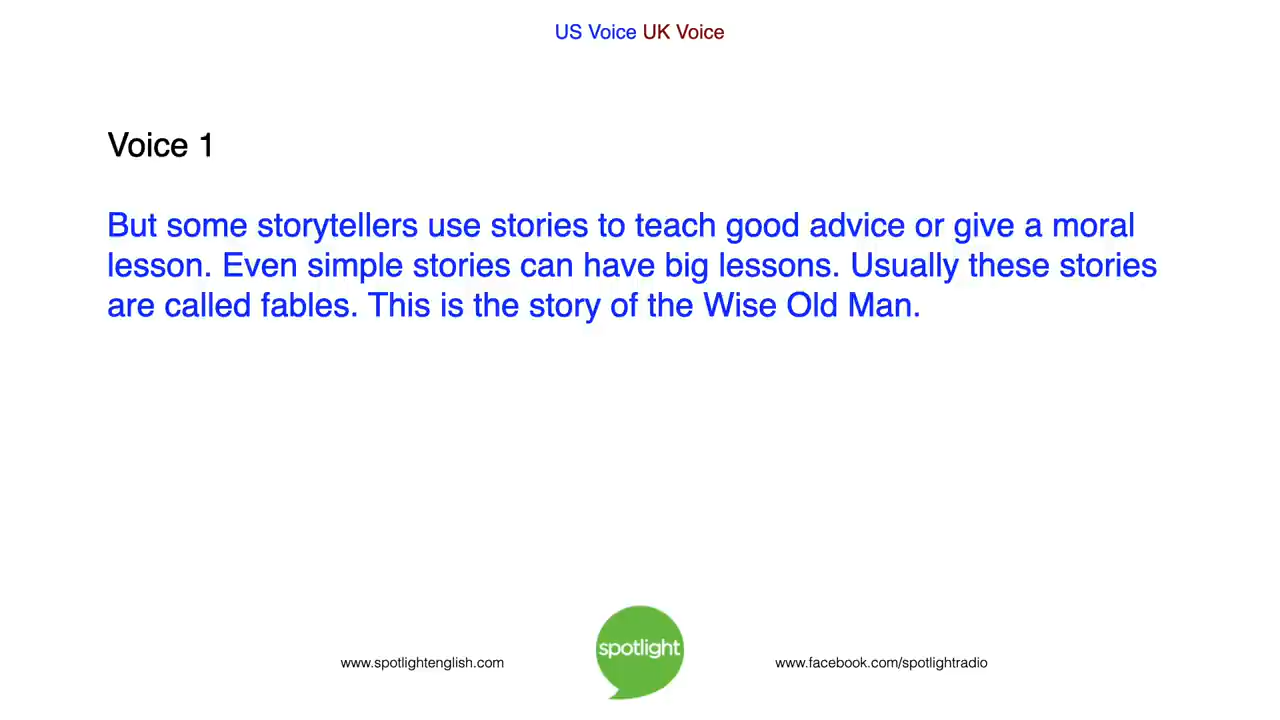 US Voice UK Voice
Voice 1
But some storytellers use stories to teach good advice or give a moral
lesson. Even simple stories can have big lessons. Usually these stories
are called fables. This is the story of the Wise Old Man.
spotlight
www.spotlightenglish.com
www.facebook.com/spotlightradio